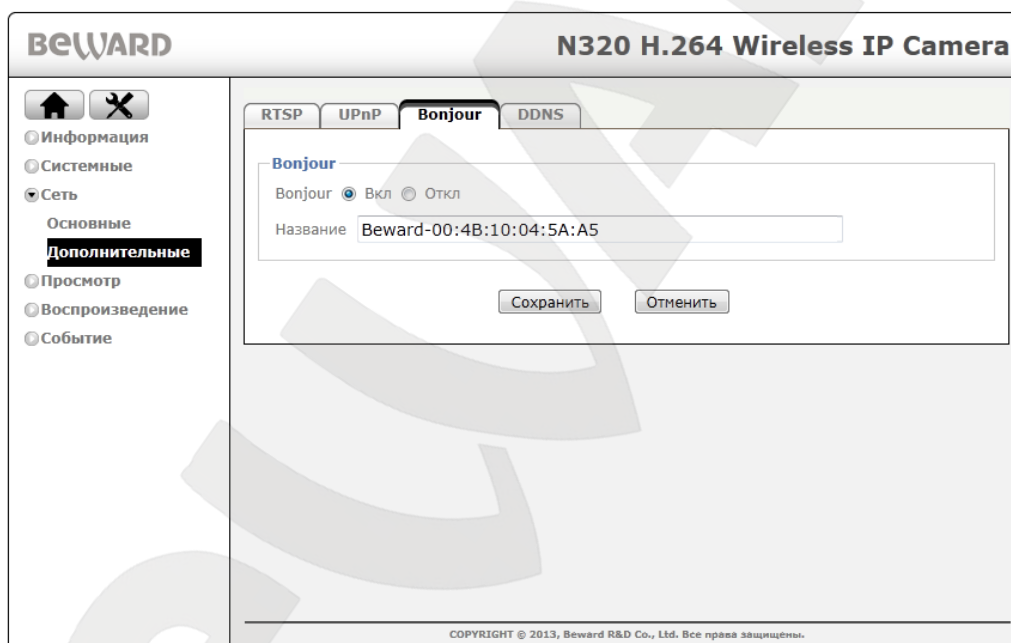 BEWARD
N320 H.264 Wireless IP Camera
Информация
Системные
Сеть
Основные
Дополнительные
Просмотр
Воспроизведение
Событие
RTSP UPnP Bonjour DDNS
Bonjour
Bonjour Вкл Откл
Название Beward-00:4B:10:04:5A:A5
Сохранить Отменить
COPYRIGHT © 2013, Beward R&D Co., Ltd. Все права защищены.